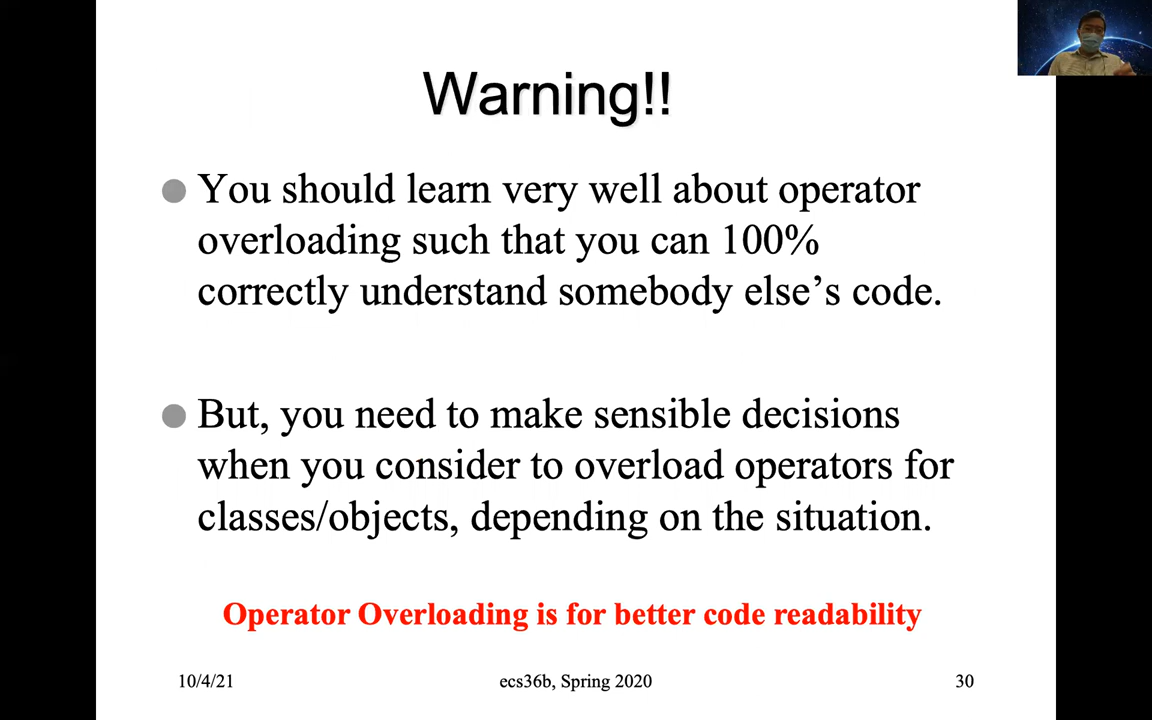 Warning!!
You should learn very well about operator
overloading such that you can 100%
correctly understand somebody else’s code.
But, you need to make sensible decisions
when you consider to overload operators for
classes/objects, depending on the situation.
Operator Overloading is for better code readability
10/4/21
ecs36b, Spring 2020
30